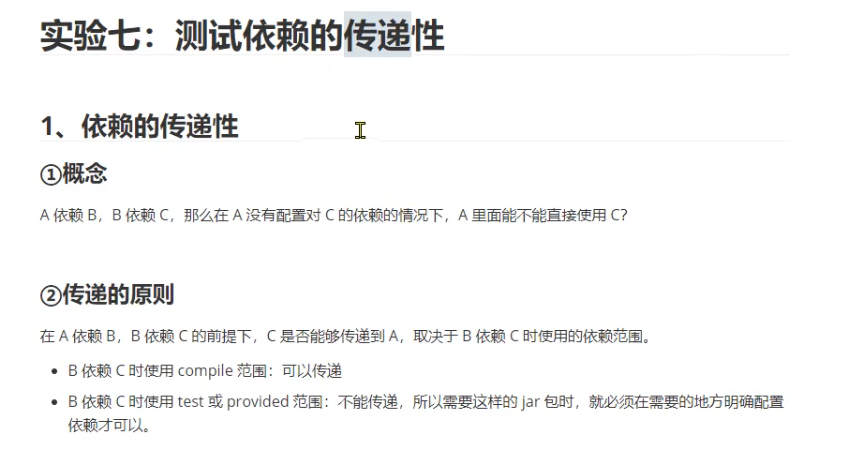 实验七：测试依赖的传递性
1、依赖的传递性
①概念
A 依赖 B，B 依赖 C，那么在 A 没有配置对 C 的依赖的情况下，A 里面能不能直接使用 C？
②传递的原则
在 A 依赖 B，B 依赖 C 的前提下，C 是否能够传递到 A，取决于 B 依赖 C 时使用的依赖范围。
• B 依赖 C 时使用 compile 范围：可以传递
• B 依赖 C 时使用 test 或 provided 范围：不能传递，所以需要这样的 jar 包时，就必须在需要的地方明确配置
依赖才可以。